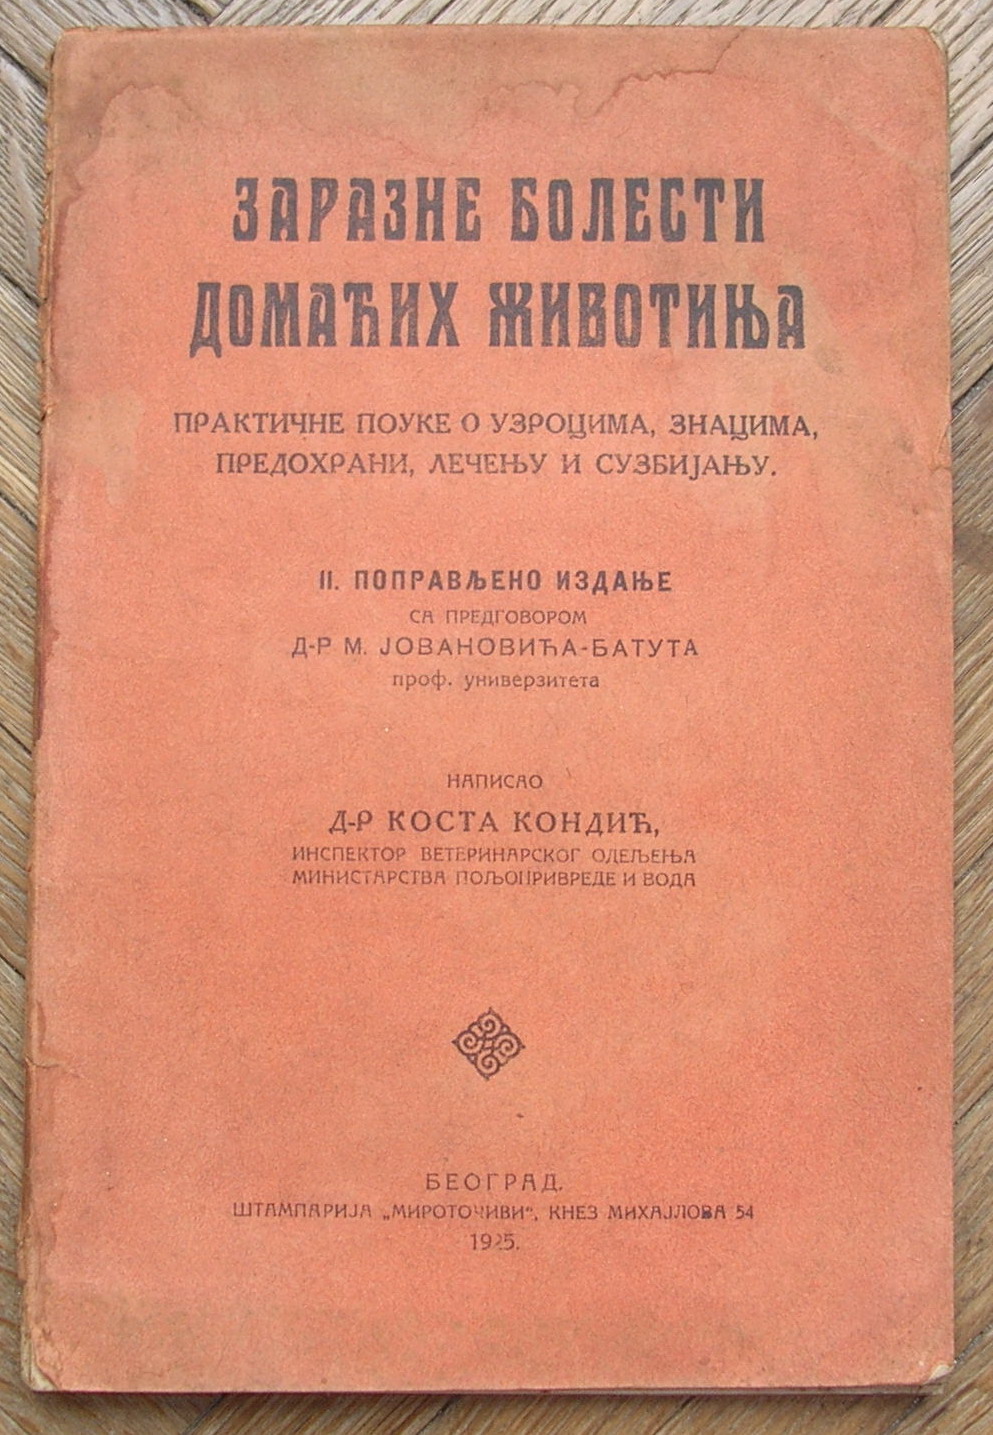 ЗАРАЗНЕ БОЛЕСТИ
ДОМАЋИХ ЖИВОТИЊА
ПРАКТИЧНЕ ПОУКЕ О УЗРОЦИМА, ЗНАЦИМА,
ПРЕДОХРАНИ, ЛЕЧЕЊУ И СУЗБИЈАЊУ.
II. ПОПРАВЉЕНО ИЗДАЊЕ
СА ПРЕДГОВОРОМ
Д-Р М. ЈОВАНОВИЋА-БАТУТА
проф. универзитета
НАПИСАО
Д-Р КОСТА КОНДИЋ,
ИНСПЕКТОР ВЕТЕРИНАРСКОГ ОДЕЉЕЊА
МИНИСТАРСТВА ПОЉОПРИВРЕДЕ И ВОДА
БЕОГРАД.
ШТАМПАРИЈА „МИРОТОЧИВИ“, КНЕЗ МИХАЈЛОВА 54
1925.